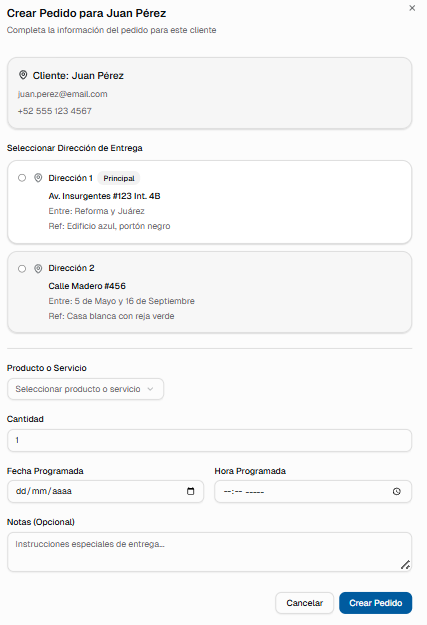 Crear Pedido para Juan Pérez
Completa la información del pedido para este cliente
Cliente: Juan Pérez
juan.perez@email.com
+52 555 123 4567
Seleccionar Dirección de Entrega
Dirección 1 Principal
Av. Insurgentes #123 Int. 4B
Entre: Reforma y Juárez
Ref: Edificio azul, portón negro
Dirección 2
Calle Madero #456
Entre: 5 de Mayo y 16 de Septiembre
Ref: Casa blanca con reja verde
Producto o Servicio
Seleccionar producto o servicio
Cantidad
1
Fecha Programada Hora Programada
dd/mm/aaaa --:-- -----
Notas (Opcional)
Instrucciones especiales de entrega...
Cancelar Crear Pedido